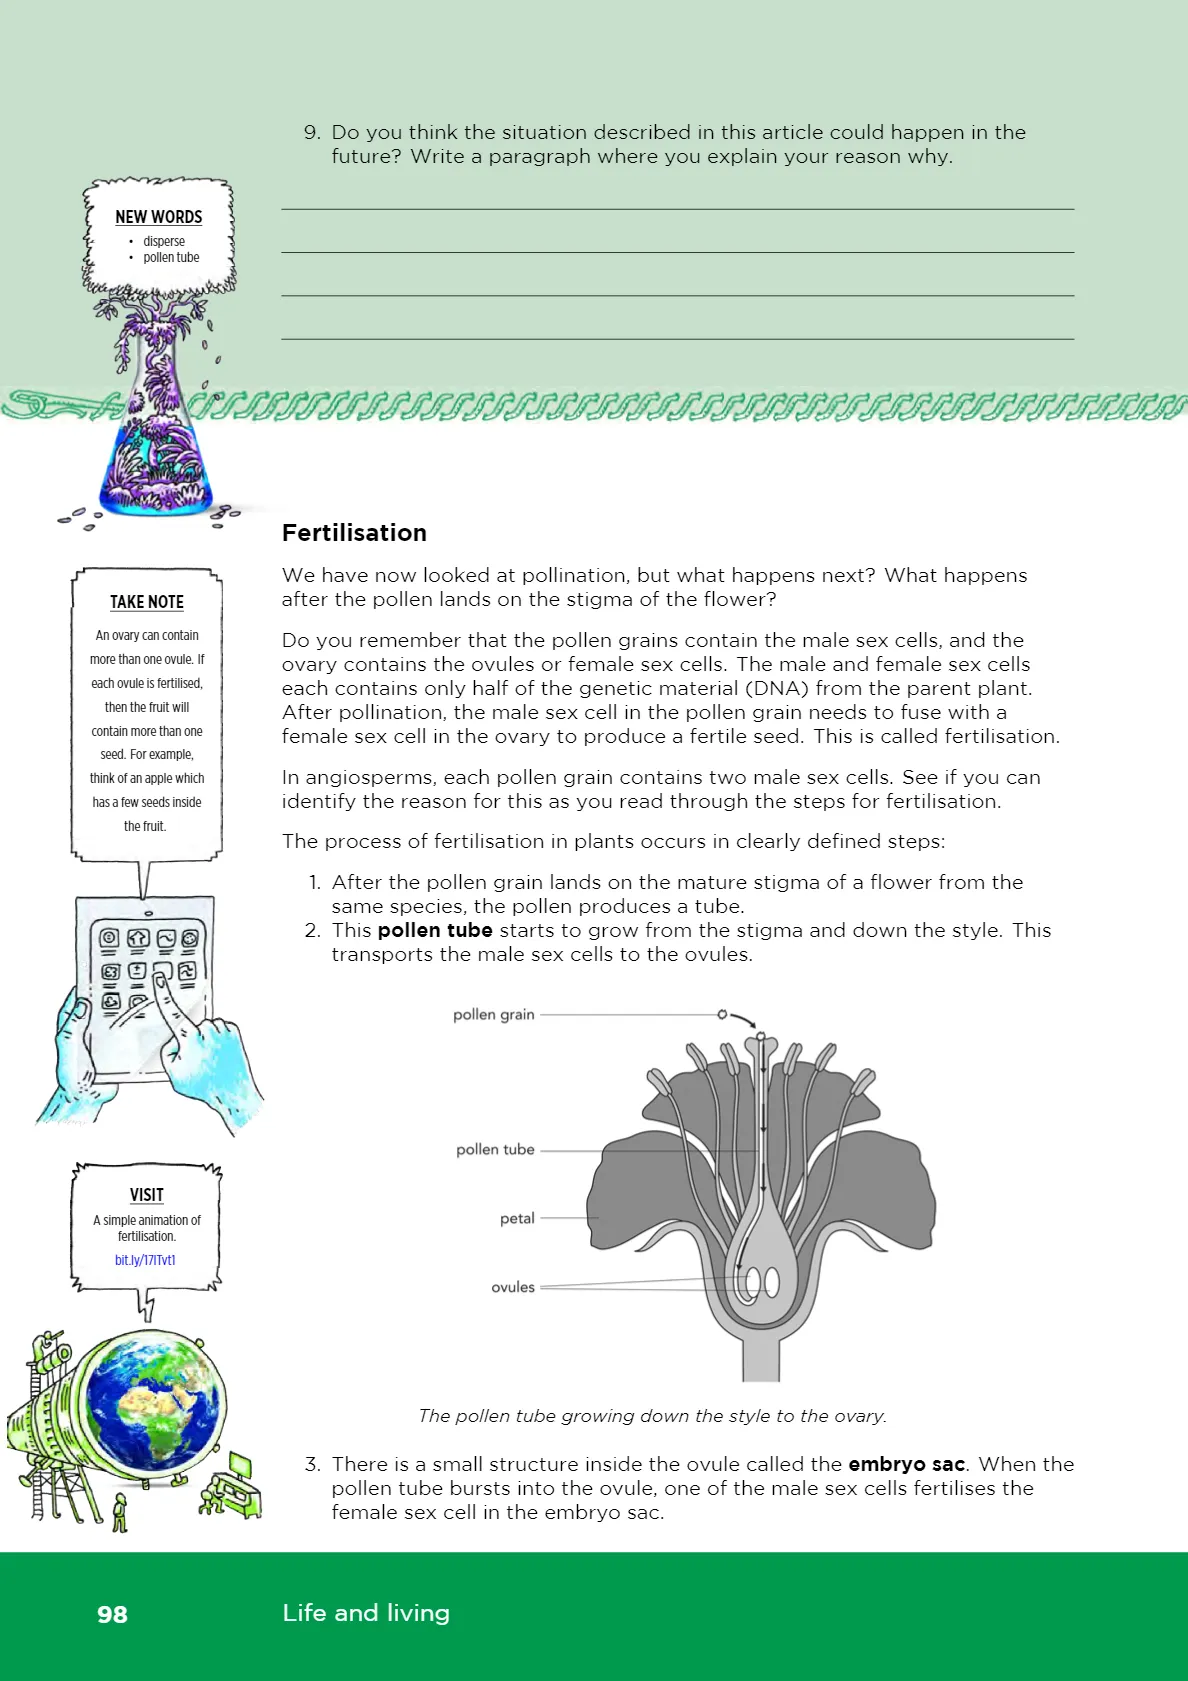 9. Do you think the situation described in this article could happen in the
future? Write a paragraph where you explain your reason why.
NEW WORDS
• disperse
• pollen tube
Fertilisation
We have now looked at pollination, but what happens next? What happens
after the pollen lands on the stigma of the flower?
TAKE NOTE
An ovary can contain
more than one ovule. If
each ovule is fertilised,
then the fruit will
contain more than one
seed. For example,
think of an apple which
has a few seeds inside
the fruit.
Do you remember that the pollen grains contain the male sex cells, and the
ovary contains the ovules or female sex cells. The male and female sex cells
each contains only half of the genetic material (DNA) from the parent plant.
After pollination, the male sex cell in the pollen grain needs to fuse with a
female sex cell in the ovary to produce a fertile seed. This is called fertilisation.
In angiosperms, each pollen grain contains two male sex cells. See if you can
identify the reason for this as you read through the steps for fertilisation.
The process of fertilisation in plants occurs in clearly defined steps:
1. After the pollen grain lands on the mature stigma of a flower from the
same species, the pollen produces a tube.
2. This pollen tube starts to grow from the stigma and down the style. This
transports the male sex cells to the ovules.
pollen grain
pollen tube
petal
ovules
VISIT
A simple animation of
fertilisation.
bit.ly/17ITvt1
The pollen tube growing down the style to the ovary.
3. There is a small structure inside the ovule called the embryo sac. When the
pollen tube bursts into the ovule, one of the male sex cells fertilises the
female sex cell in the embryo sac.
98
Life and living